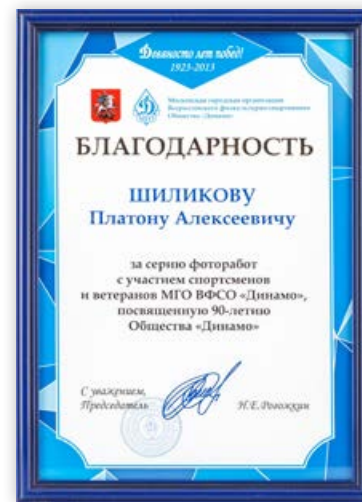 Девяносто лет побед!
1923-2013
Московская городская организация
Всероссийского физкультурно-спортивного
Общества «Динамо»
БЛАГОДАРНОСТЬ
ШИЛИКОВУ
Платону Алексеевичу
за серию фоторабот
с участием спортсменов
и ветеранов МГО ВФСО «Динамо»,
посвященную 90-летию
Общества «Динамо»
С уважением,
Председатель
Н.Е.Рогожкин